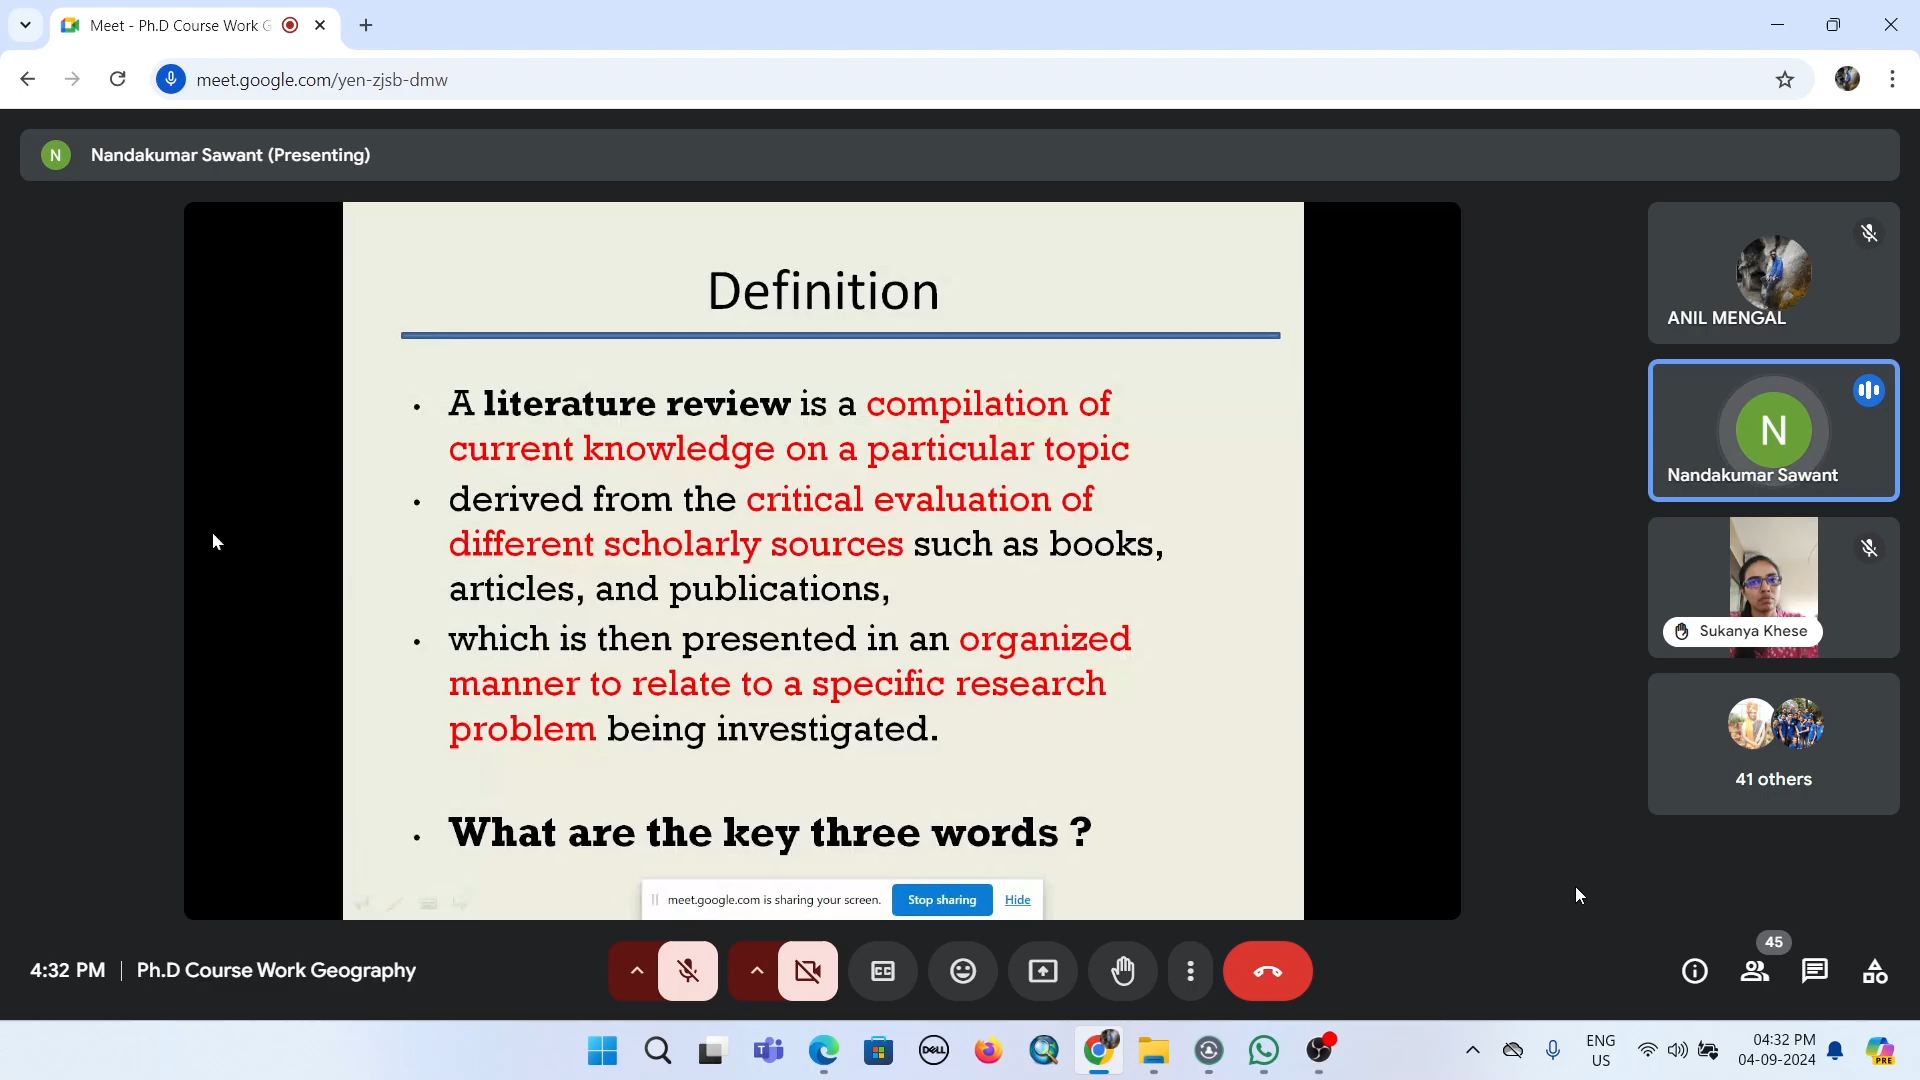 Meet - Ph.D Course Work G
meet.google.com/yen-zjsb-dmw
N
Nandakumar Sawant (Presenting)
Definition
• A literature review is a compilation of
current knowledge on a particular topic
• derived from the critical evaluation of
different scholarly sources such as books,
articles, and publications,
• which is then presented in an organized
manner to relate to a specific research
problem being investigated.
• What are the key three words ?
meet.google.com is sharing your screen.
Stop sharing
Hide
ANIL MENGAL
N
Nandakumar Sawant
Sukanya Khese
41 others
4:32 PM
Ph.D Course Work Geography
45
DELL
ENG
US
04:32 PM
04-09-2024
PRE